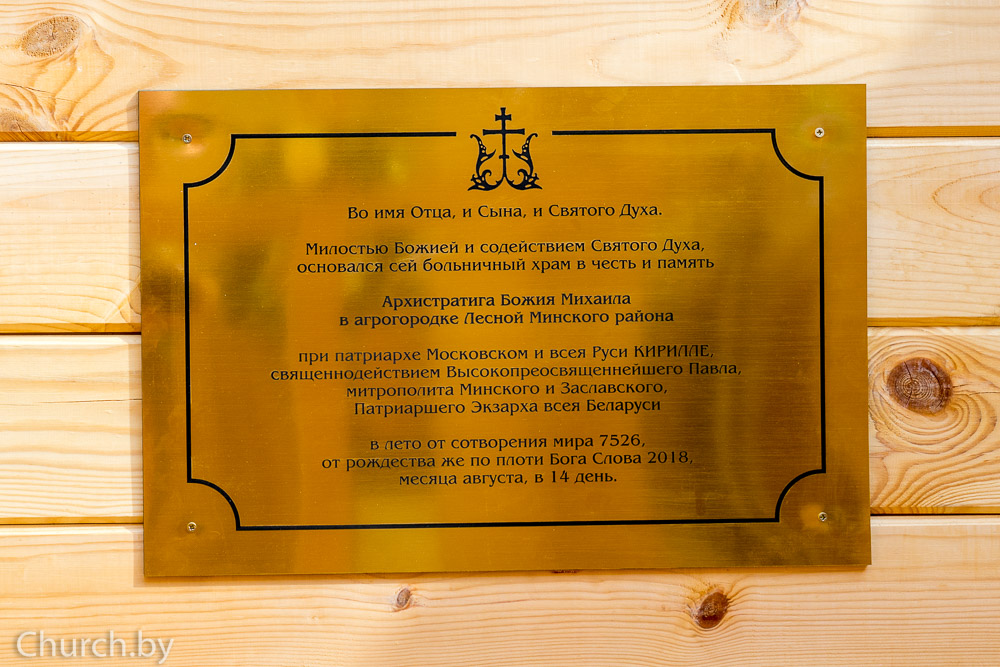 Во имя Отца, и Сына, и Святого Духа.
Милостью Божией и содействием Святого Духа,
основался сей больничный храм в честь и память
Архистратига Божия Михаила
в агрогородке Лесной Минского района
при патриархе Московском и всея Руси КИРИЛЛЕ,
священнодействием Высокопреосвященнейшего Павла,
митрополита Минского и Заславского,
Патриаршего Экзарха всея Беларуси
в лето от сотворения мира 7526,
от рождества же по плоти Бога Слова 2018,
месяца августа, в 14 день.
Church.by